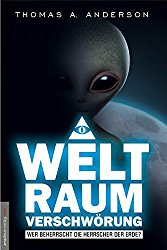 THOMAS A. ANDERSON
WELT
RAUM
VERSCHWÖRUNG
WER BEHERRSCHT DIE HERRSCHER DER ERDE?